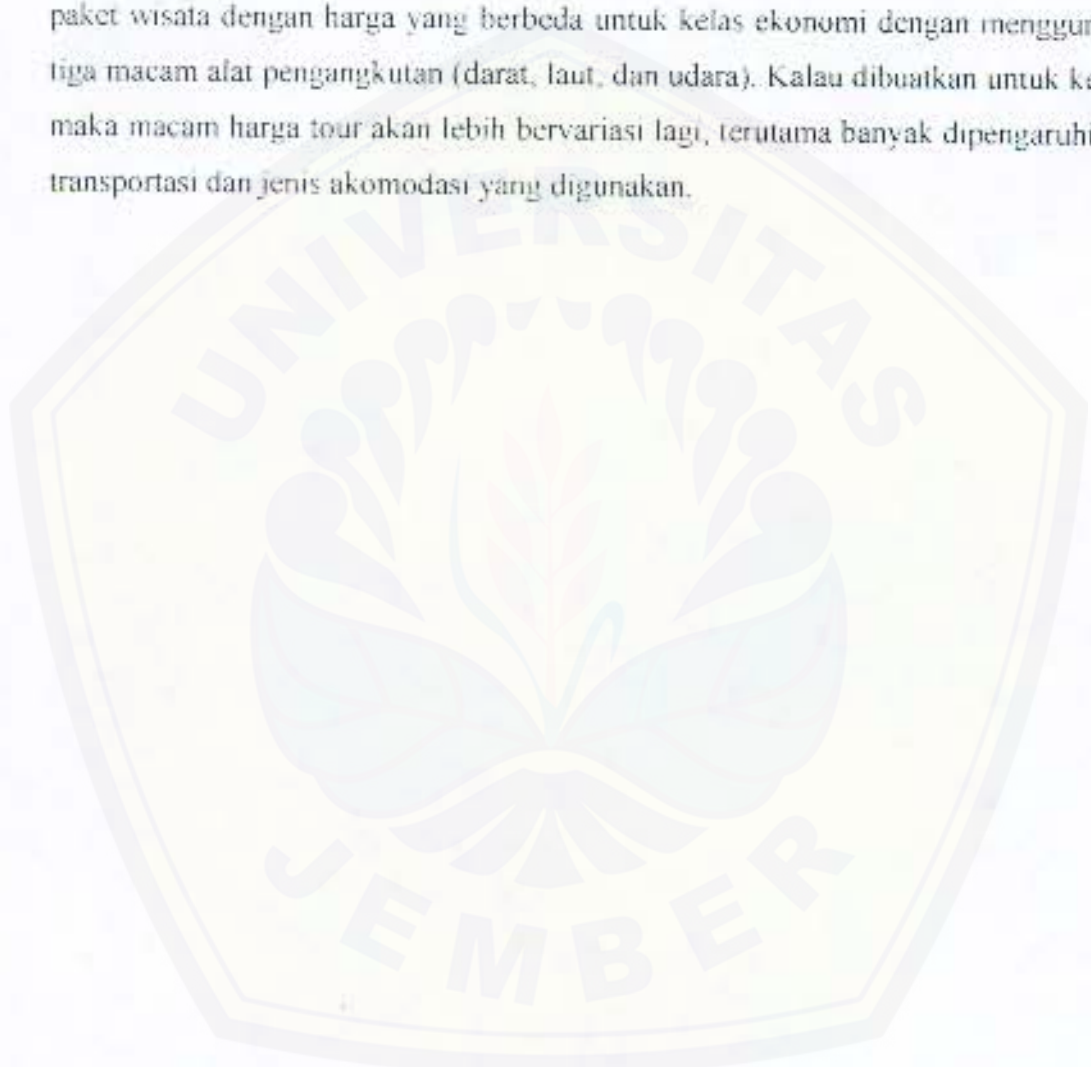 paket wisata dengan harga yang berbeda untuk kelas ekonomi dengan menggun
tiga macam alat pengangkutan (darat, laut, dan udara). Kalau dibuatkan untuk ke
maka macam harga tour akan lebih bervariasi lagi, terutama banyak dipengaruhi
transportasi dan jenis akomodasi yang digunakan.
UNIVERSITAS
JEMBER